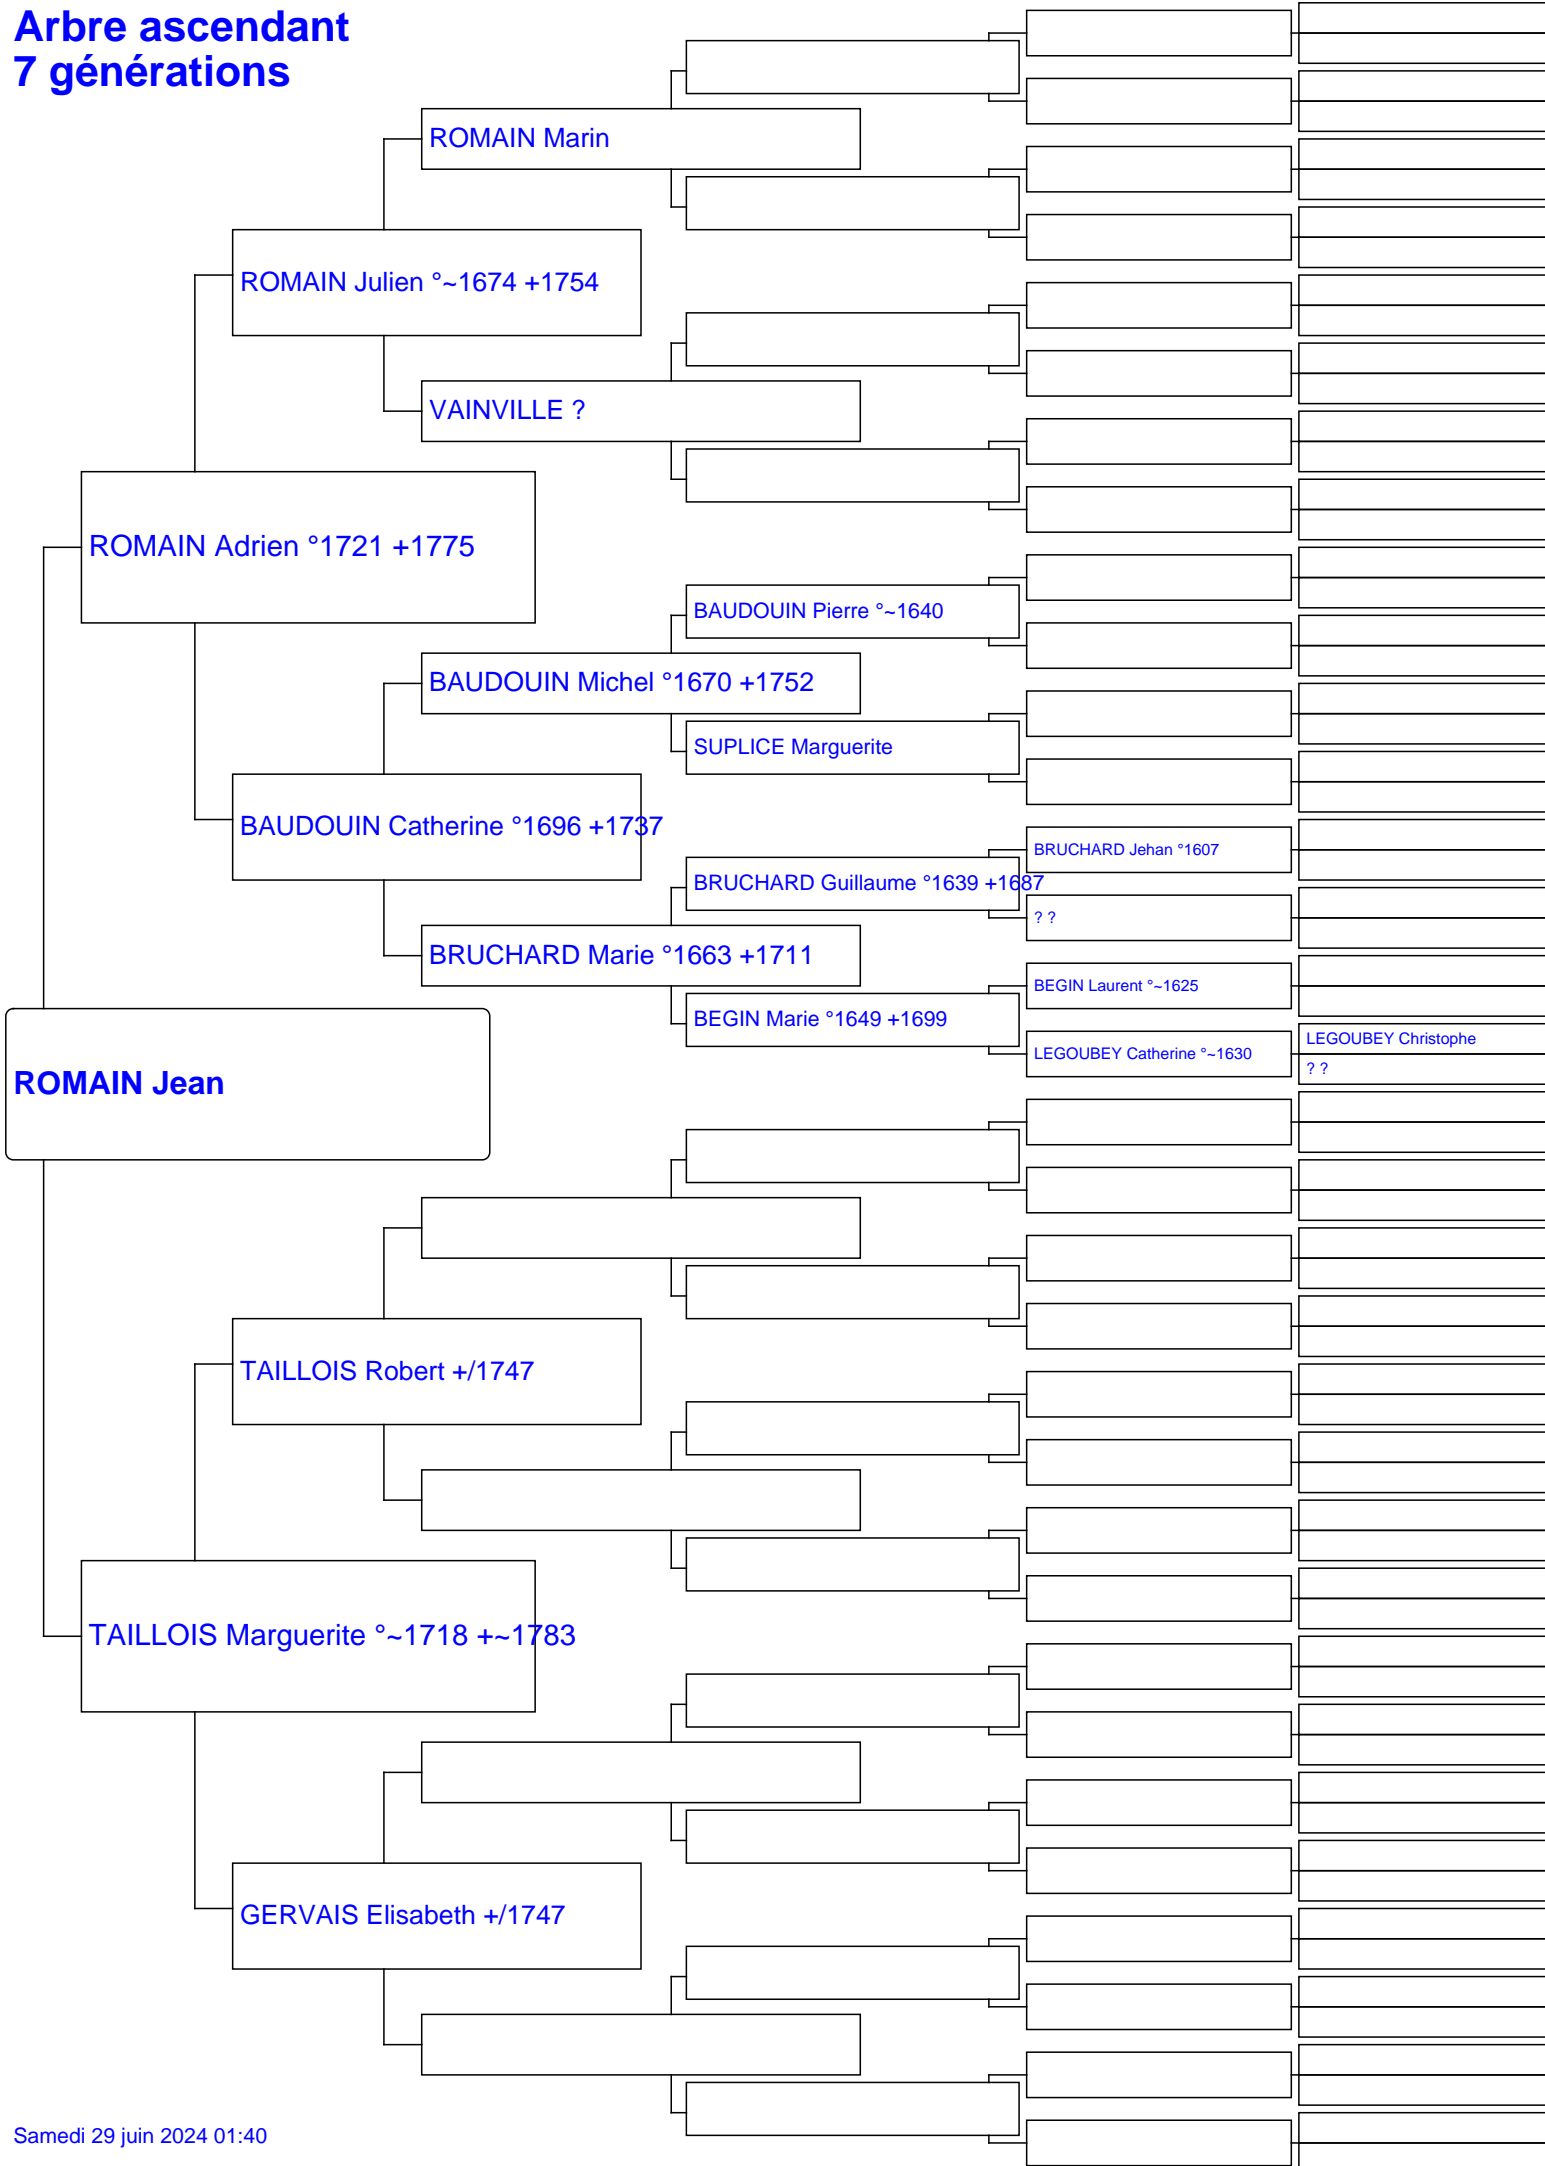 Arbre ascendant
7 générations
ROMAIN Marin
ROMAIN Julien °~1674 +1754
VAINVILLE ?
ROMAIN Adrien °1721 +1775
BAUDOUIN Pierre °~1640
BAUDOUIN Michel °1670 +1752
SUPLICE Marguerite
BAUDOUIN Catherine °1696 +1737
BRUCHARD Jehan °1607
BRUCHARD Guillaume °1639 +1687
? ?
BRUCHARD Marie °1663 +1711
BEGIN Laurent °~1625
BEGIN Marie °1649 +1699
LEGOUBEY Christophe
LEGOUBEY Catherine °~1630
? ?
ROMAIN Jean
TAILLOIS Robert +/1747
TAILLOIS Marguerite °~1718 +~1783
GERVAIS Elisabeth +/1747
Samedi 29 juin 2024 01:40